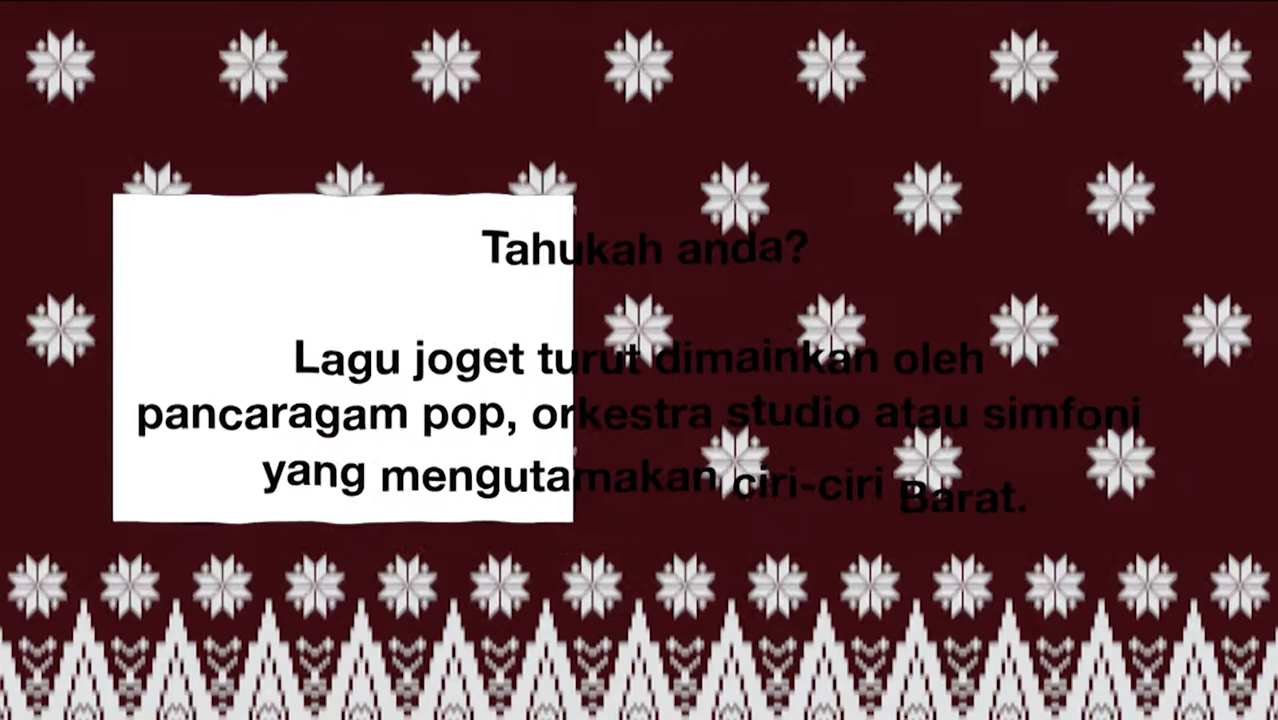 Tahukah anda?
Lagu joget turut dimainkan oleh
pancaragam pop, orkestra studio atau simfoni
yang mengutamakan ciri-ciri Barat.